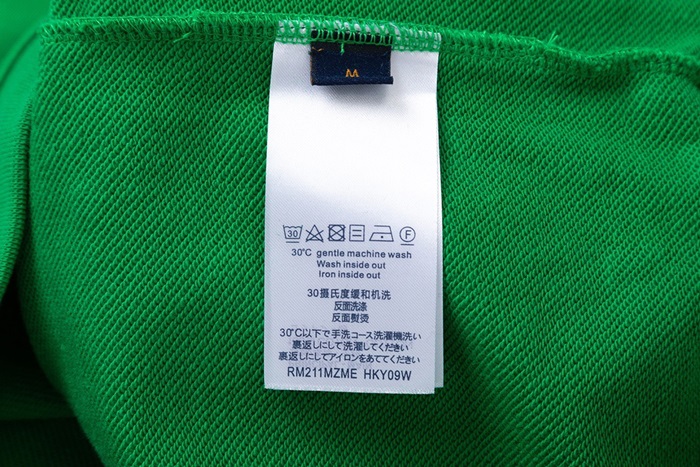 M
30
F
30℃ gentle machine wash
Wash inside out
Iron inside out
30摄氏度缓和机洗
反面洗涤
反面熨烫
30℃以下で手洗コース洗濯機洗い
裏返しにして洗濯してください
裏返しにしてアイロンをあててください
RM211MZME HKY09W